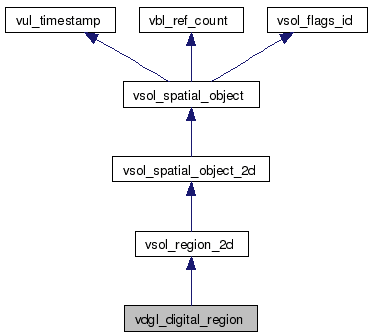 vul_timestamp vbl_ref_count vsol_flags_id
vsol_spatial_object
vsol_spatial_object_2d
vsol_region_2d
vdgl_digital_region